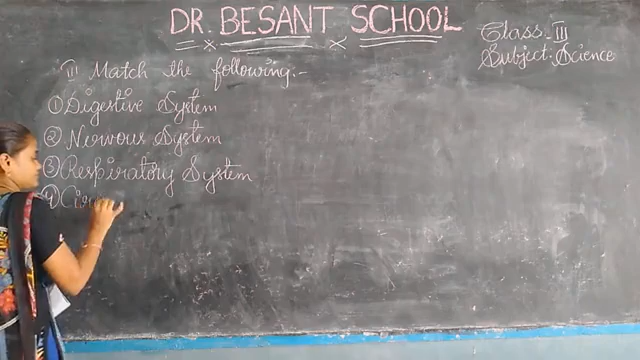 DR. BESANT SCHOOL
Class - III
Subject: Science
III Match the following:-
① Digestive System
② Nervous System
③ Respiratory System
④ Circ